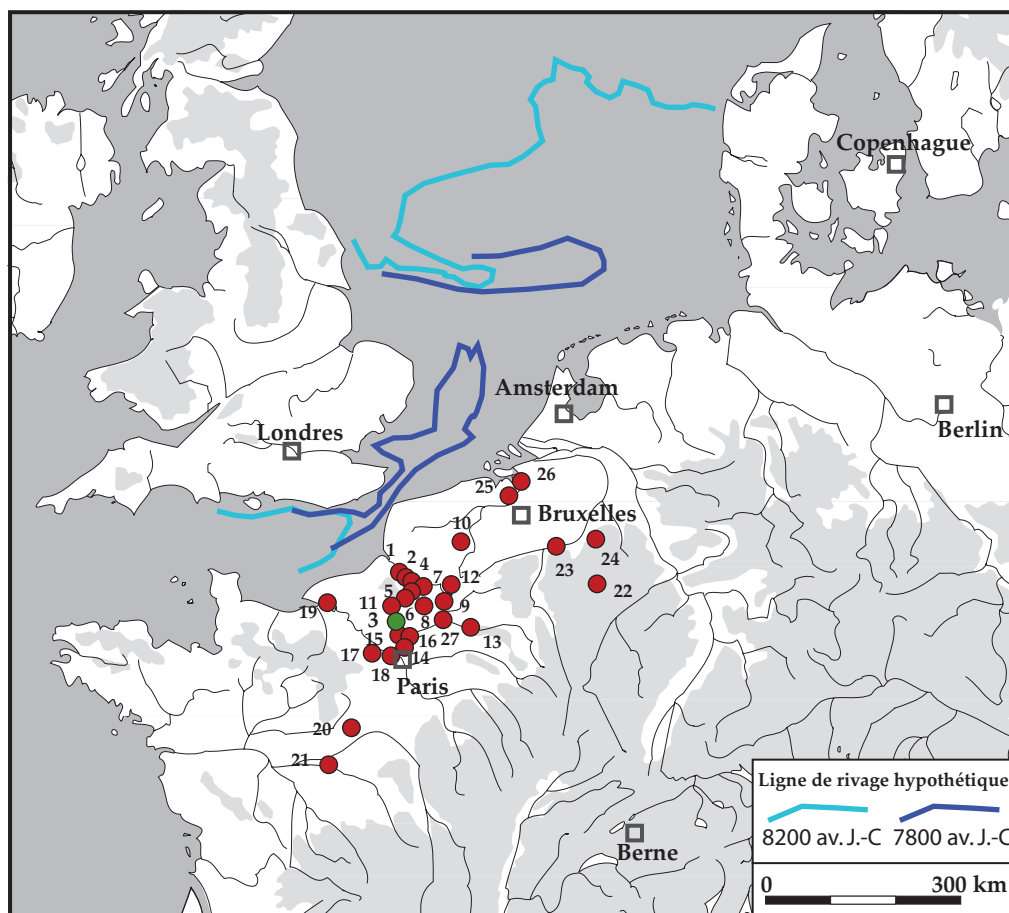 Copenhague
Amsterdam
Londres
Berlin
26
25
Bruxelles
10
1
2
4
24
23
7
12
22
5
19
11
6
9
3
8
27
13
15
16
17
14
18
Paris
20
21
Ligne de rivage hypothétique
8200 av. J.-C 7800 av. J.-C
Berne
0 300 km